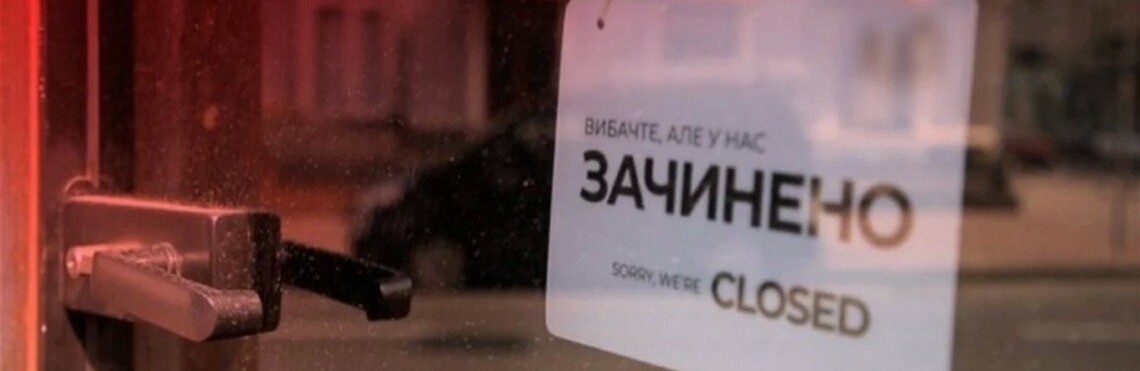 ВИБАЧТЕ, АЛЕ У НАС
ЗАЧИНЕНО
SORRY, WE'RE CLOSED